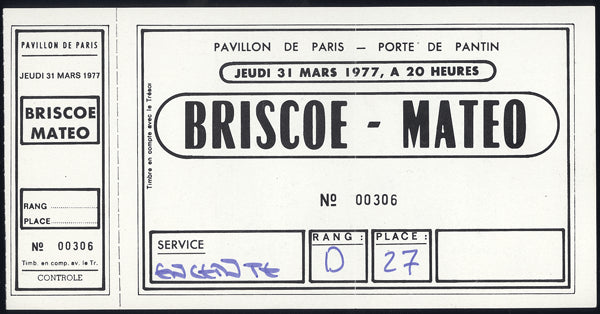 PAVILLON DE PARIS
JEUDI 31 MARS 1977
BRISCOE
MATEO
RANG
PLACE
Nº 00306
Timb. en comp. av. le Tr.
CONTROLE
Timbre en compte avec le Trésor
PAVILLON DE PARIS — PORTE DE PANTIN
JEUDI 31 MARS 1977, A 20 HEURES
BRISCOE - MATEO
Nº 00306
SERVICE
ENCEINTE
RANG :
D
PLACE :
27